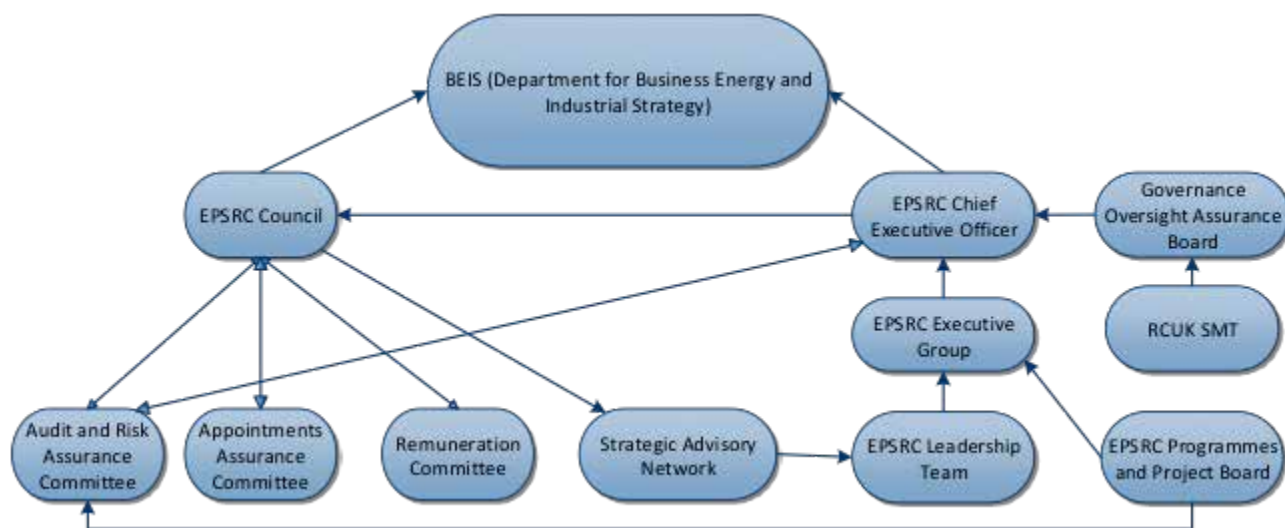 BEIS (Department for Business Energy and
Industrial Strategy)
EPSRC Council
EPSRC Chief
Executive Officer
Governance
Oversight Assurance
Board
EPSRC Executive
Group
RCUK SMT
Audit and Risk
Assurance
Committee
Appointments
Assurance
Committee
Remuneration
Committee
Strategic Advisory
Network
EPSRC Leadership
Team
EPSRC Programmes
and Project Board